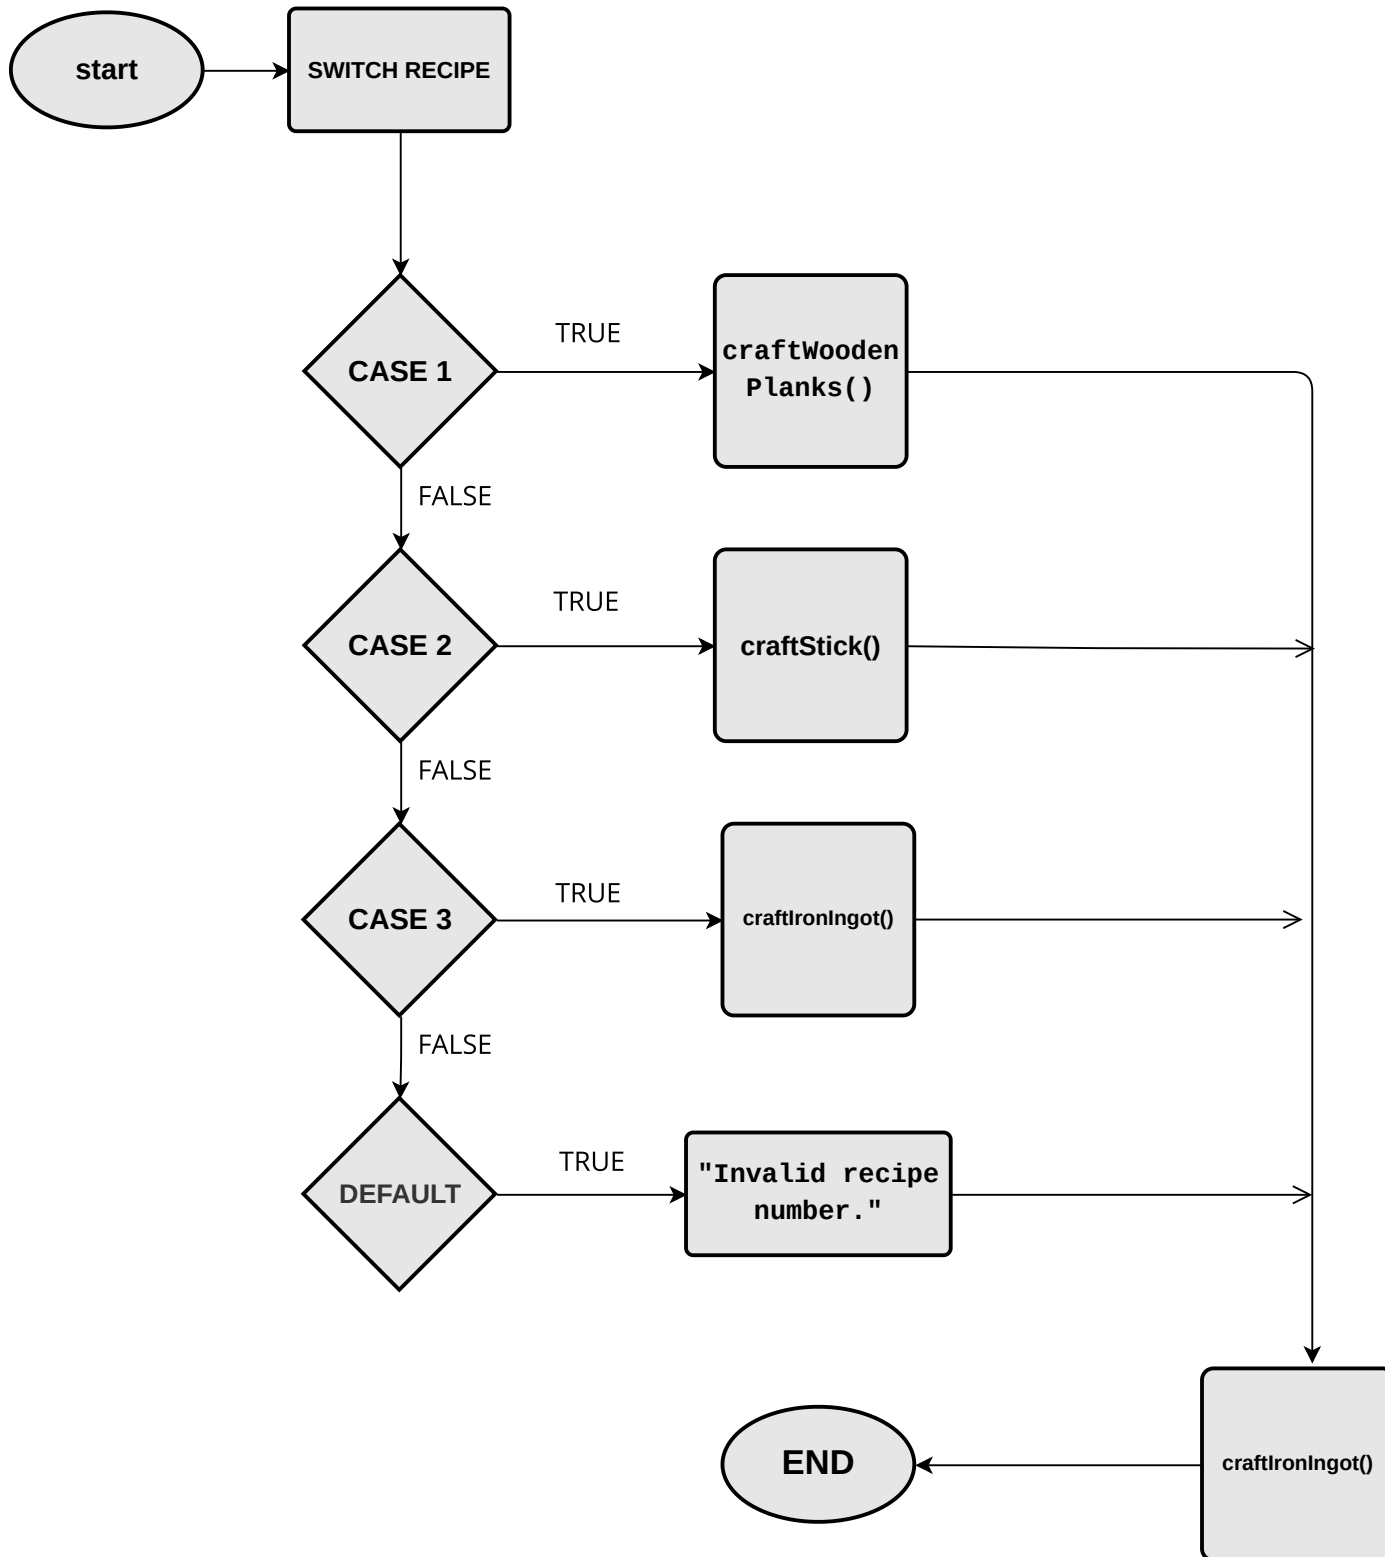 start
SWITCH RECIPE
CASE 1
TRUE
craftWooden
Planks()
FALSE
CASE 2
TRUE
craftStick()
FALSE
CASE 3
TRUE
craftIronIngot()
FALSE
DEFAULT
TRUE
"Invalid recipe
number."
END
craftIronIngot()